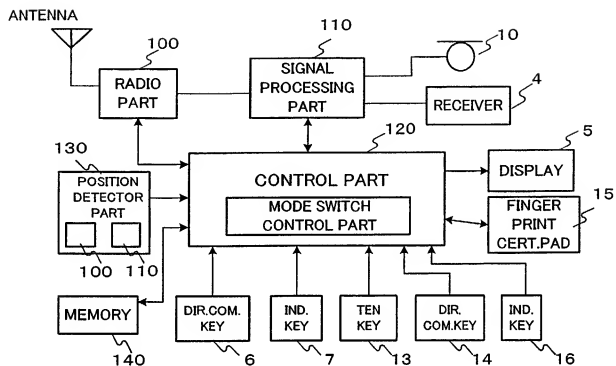 ANTENNA
100
110
10
RADIO
PART
SIGNAL
PROCESSING
PART
4
RECEIVER
120
130
5
POSITION
DETECTOR
PART
CONTROL PART
DISPLAY
MODE SWITCH
CONTROL PART
15
FINGER
PRINT
CERT.PAD
100
110
MEMORY
DIR.COM.
KEY
IND.
KEY
TEN
KEY
DIR.
COM.KEY
IND.
KEY
140
6
7
13
14
16